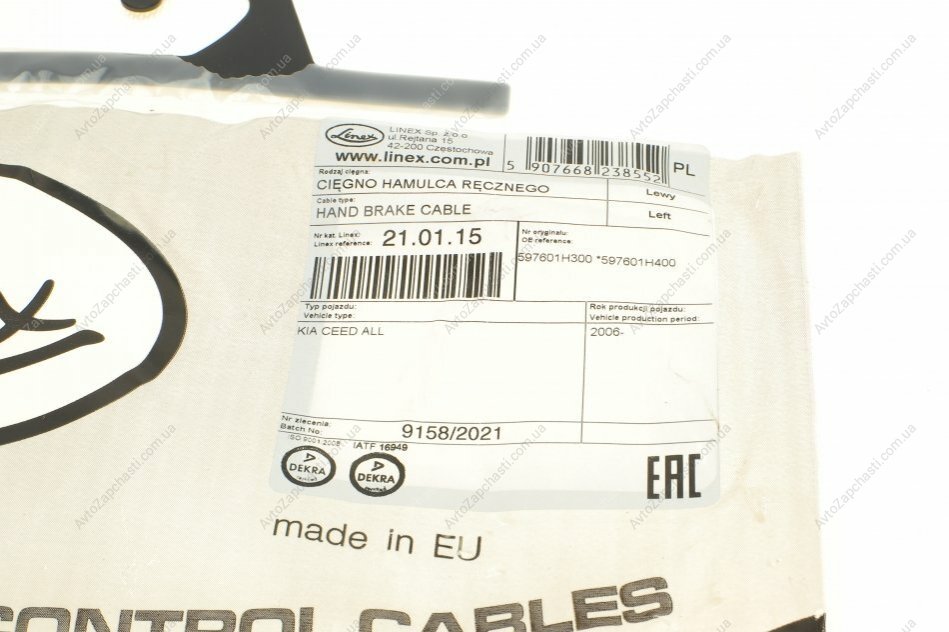 Linex
LINEX Sp. z o.o
ul.Rejtana 15
42-200 Częstochowa
www.linex.com.pl
5 907668 238552
PL
Rodzaj cięgna:
CIĘGNO HAMULCA RĘCZNEGO
Lewy
Cable type:
HAND BRAKE CABLE
Left
Nr kat. Linex:
Linex reference:
21.01.15
Nr oryginału:
OE reference:
597601H300 *597601H400
Typ pojazdu:
Vehicle type:
KIA CEED ALL
Rok produkcji pojazdu:
Vehicle production period:
2006-
Nr zlecenia:
Batch No:
9158/2021
ISO 9001:2008
IATF 16949
DEKRA
DEKRA
EAC
made in EU
CONTROL CABLES
AvtoZapchasti.com.ua